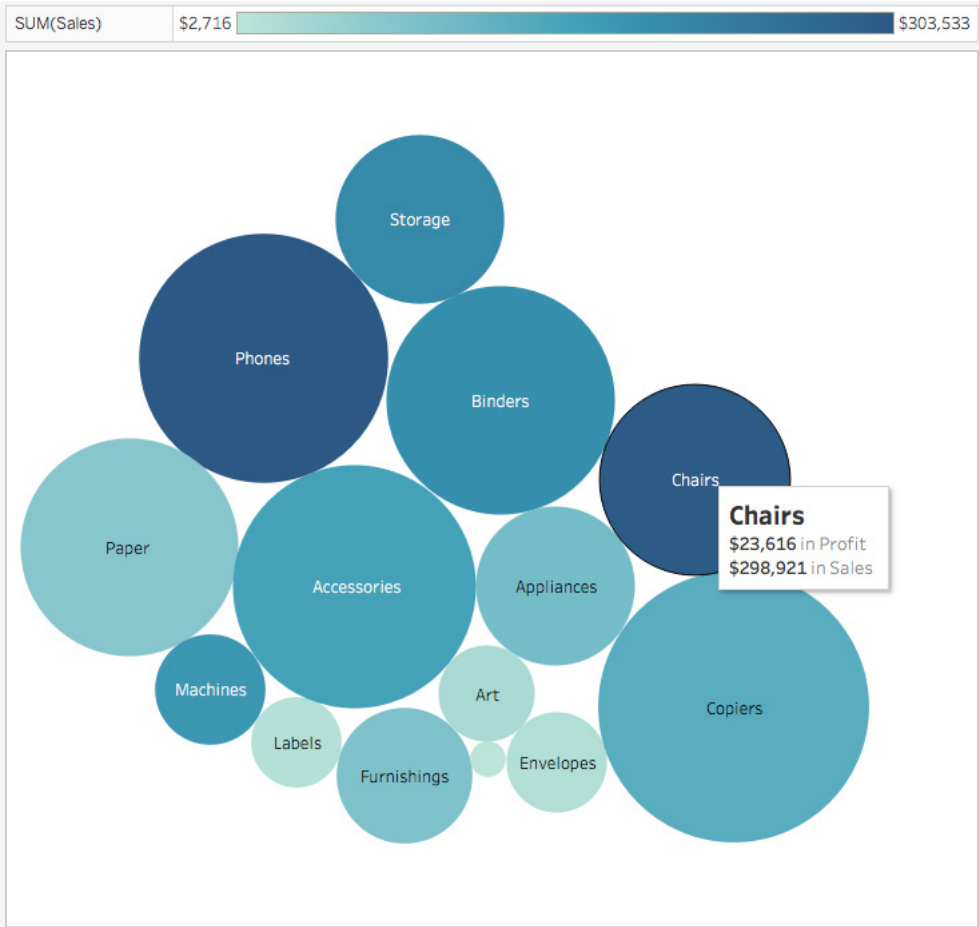 SUM(Sales) $2,716 $303,533
Storage
Phones
Binders
Chairs
Chairs
$23,616 in Profit
$298,921 in Sales
Paper
Accessories
Appliances
Machines
Art
Copiers
Labels
Furnishings
Envelopes